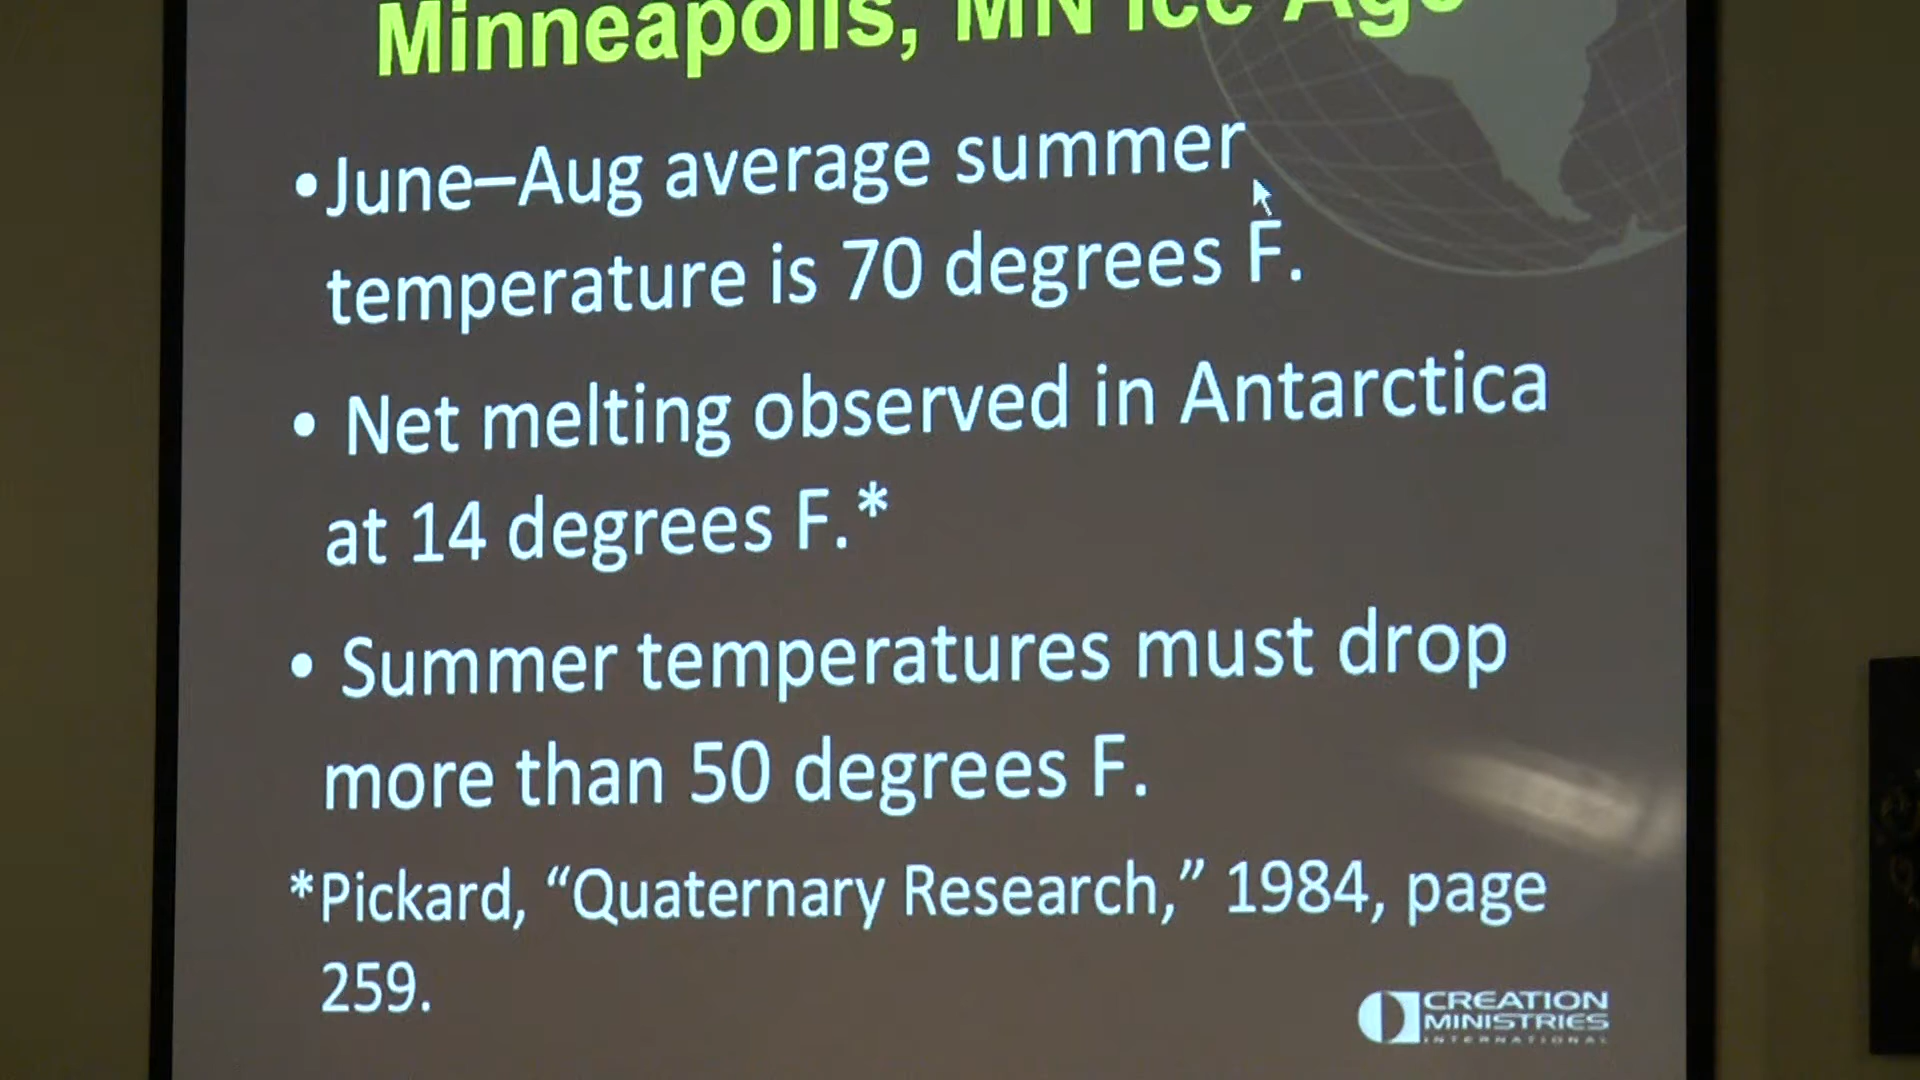 Minneapolis, MN Ice Age
•June–Aug average summer
temperature is 70 degrees F.
• Net melting observed in Antarctica
at 14 degrees F.*
• Summer temperatures must drop
more than 50 degrees F.
*Pickard, “Quaternary Research,” 1984, page
259.
CREATION
MINISTRIES
INTERNATIONAL